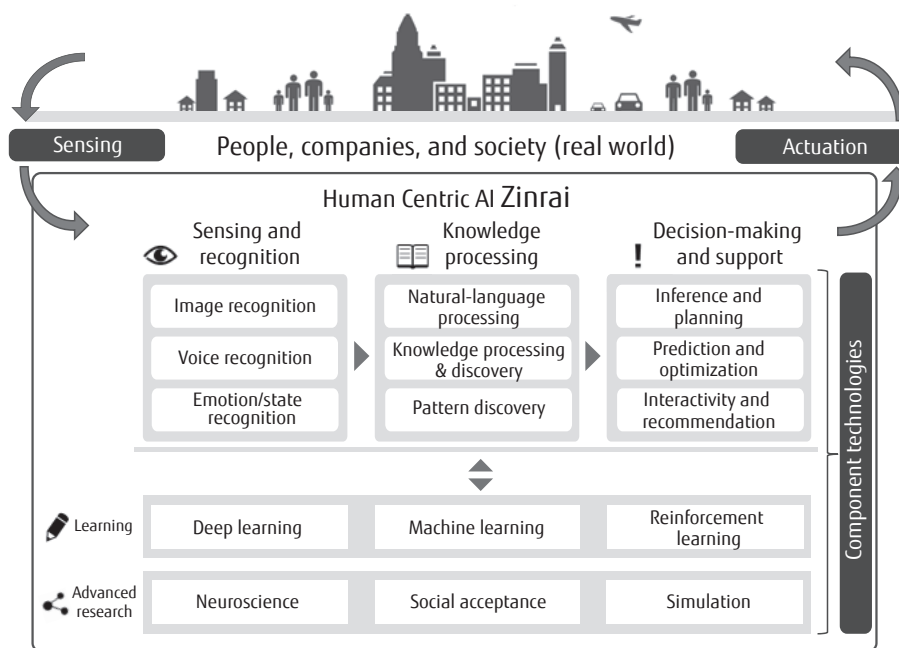 Sensing
People, companies, and society (real world)
Actuation
Human Centric AI Zinrai
Sensing and
recognition
Knowledge
processing
Decision-making
and support
Image recognition
Voice recognition
Emotion/state
recognition
Natural-language
processing
Knowledge processing
& discovery
Pattern discovery
Inference and
planning
Prediction and
optimization
Interactivity and
recommendation
Learning
Deep learning
Machine learning
Reinforcement
learning
Advanced
research
Neuroscience
Social acceptance
Simulation
Component technologies